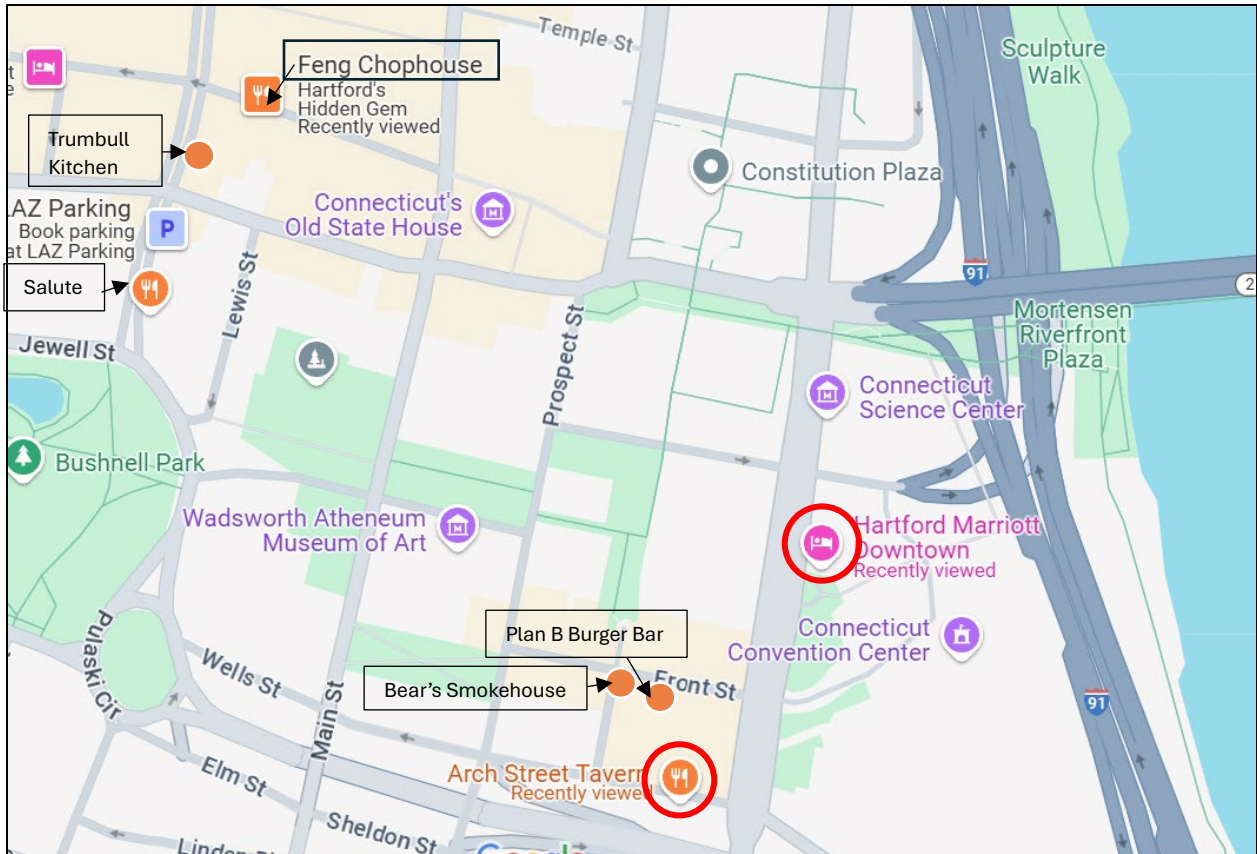 Temple St
Sculpture
Walk
Feng Chophouse
Hartford's
Hidden Gem
Recently viewed
Trumbull
Kitchen
Constitution Plaza
Connecticut's
Old State House
LAZ Parking
Book parking
at LAZ Parking
P
91
2
Salute
Lewis St
Jewell St
Prospect St
Mortensen
Riverfront
Plaza
Connecticut
Science Center
Bushnell Park
Wadsworth Atheneum
Museum of Art
Hartford Marriott
Downtown
Recently viewed
Plan B Burger Bar
Connecticut
Convention Center
Bear's Smokehouse
Front St
Pulaski Cir
Wells St
Main St
91
Arch Street Tavern
Recently viewed
Elm St
Sheldon St